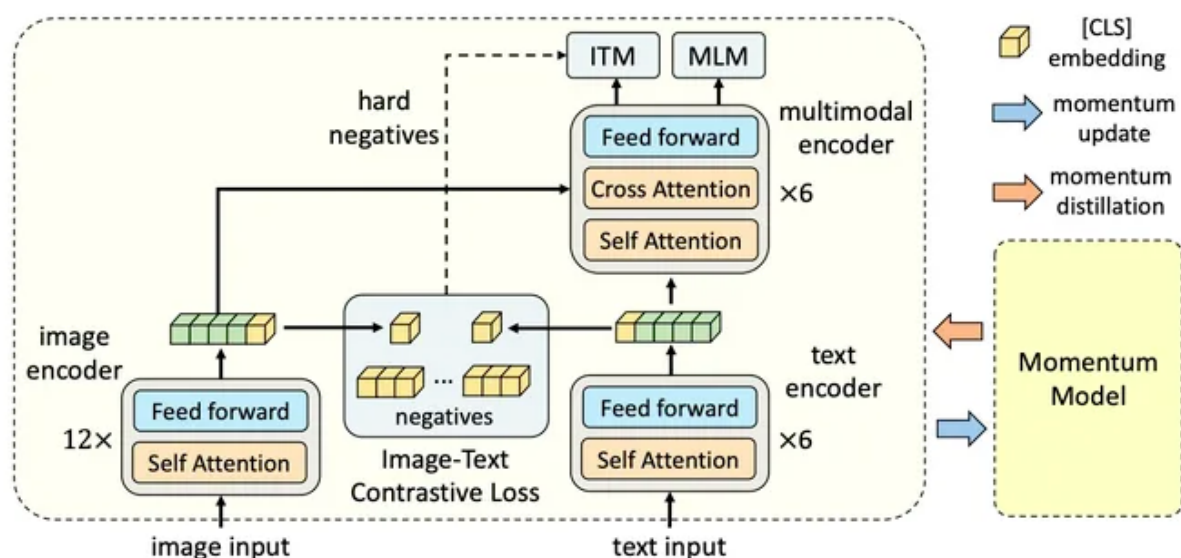 ITM
MLM
hard
negatives
Feed forward
Cross Attention
Self Attention
multimodal
encoder
×6
image
encoder
12×
Feed forward
Self Attention
...
negatives
Image-Text
Contrastive Loss
text
encoder
Feed forward
Self Attention
×6
image input
text input
[CLS]
embedding
momentum
update
momentum
distillation
Momentum
Model